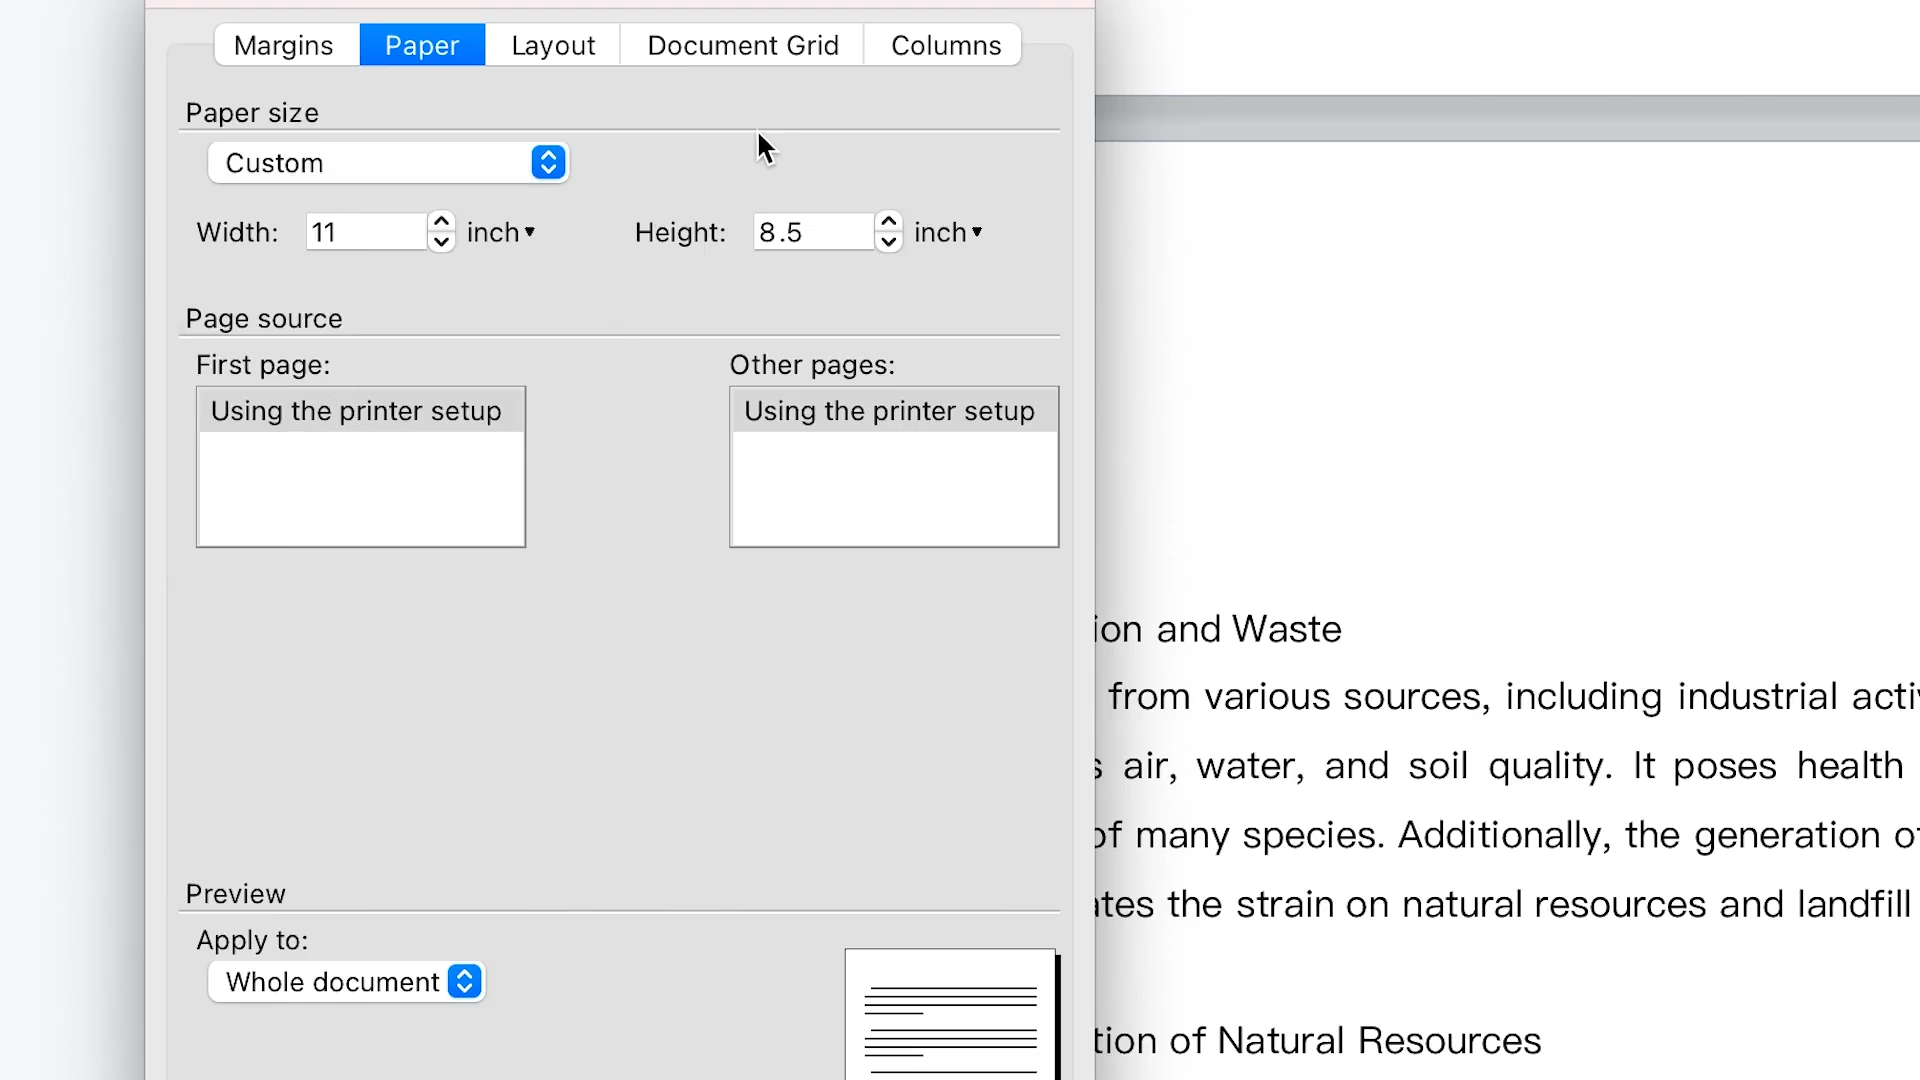 Margins Paper Layout Document Grid Columns
Paper size
Custom
Width: 11 inch Height: 8.5 inch
Page source
First page: Other pages:
Using the printer setup Using the printer setup
ion and Waste
from various sources, including industrial acti
s air, water, and soil quality. It poses health
of many species. Additionally, the generation o
Preview
ates the strain on natural resources and landfill
Apply to:
Whole document
tion of Natural Resources